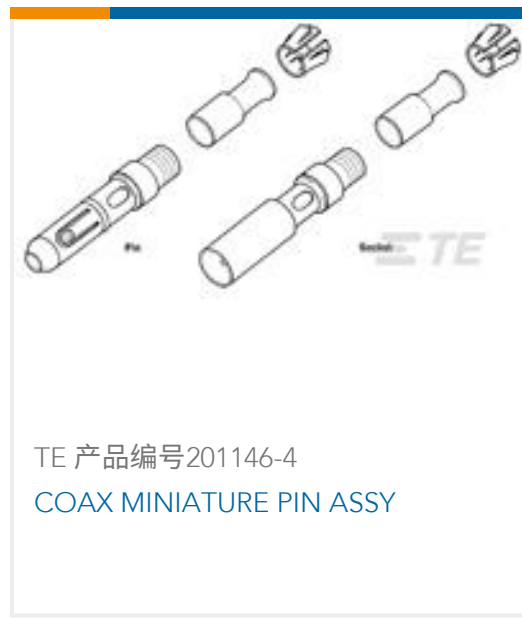 Pin
Socket
TE
TE 产品编号201146-4
COAX MINIATURE PIN ASSY